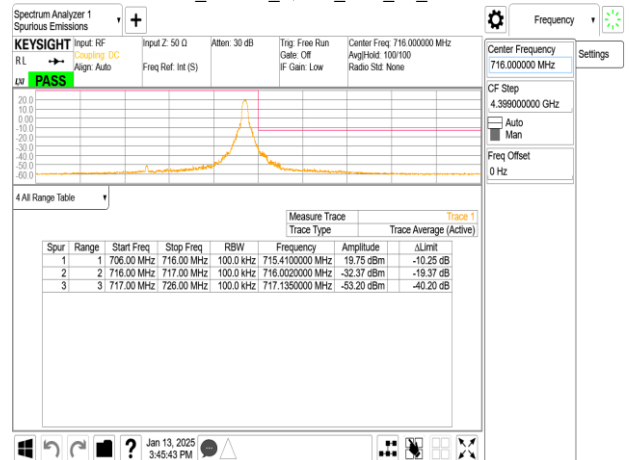 Spectrum Analyzer 1
Spurious Emissions
Frequency
KEYSIGHT Input: RF Input Z: 50 Ω Atten: 30 dB Trig: Free Run Center Freq: 716.000000 MHz
Coupling: DC Gate: Off Avg|Hold: 100/100
RL Align: Auto Freq Ref: Int (S) IF Gain: Low Radio Std: None
LXI PASS
Center Frequency
716.000000 MHz
Settings
CF Step
4.399000000 GHz
Auto
Man
Freq Offset
0 Hz
20.0
10.0
0.00
-10.0
-20.0
-30.0
-40.0
-50.0
-60.0
4 All Range Table
Measure Trace Trace 1
Trace Type Trace Average (Active)
Spur Range Start Freq Stop Freq RBW Frequency Amplitude ΔLimit
1 1 706.00 MHz 716.00 MHz 100.0 kHz 715.4100000 MHz 19.75 dBm -10.25 dB
2 2 716.00 MHz 717.00 MHz 100.0 kHz 716.0020000 MHz -32.37 dBm -19.37 dB
3 3 717.00 MHz 726.00 MHz 100.0 kHz 717.1350000 MHz -53.20 dBm -40.20 dB
? Jan 13, 2025
3:45:43 PM